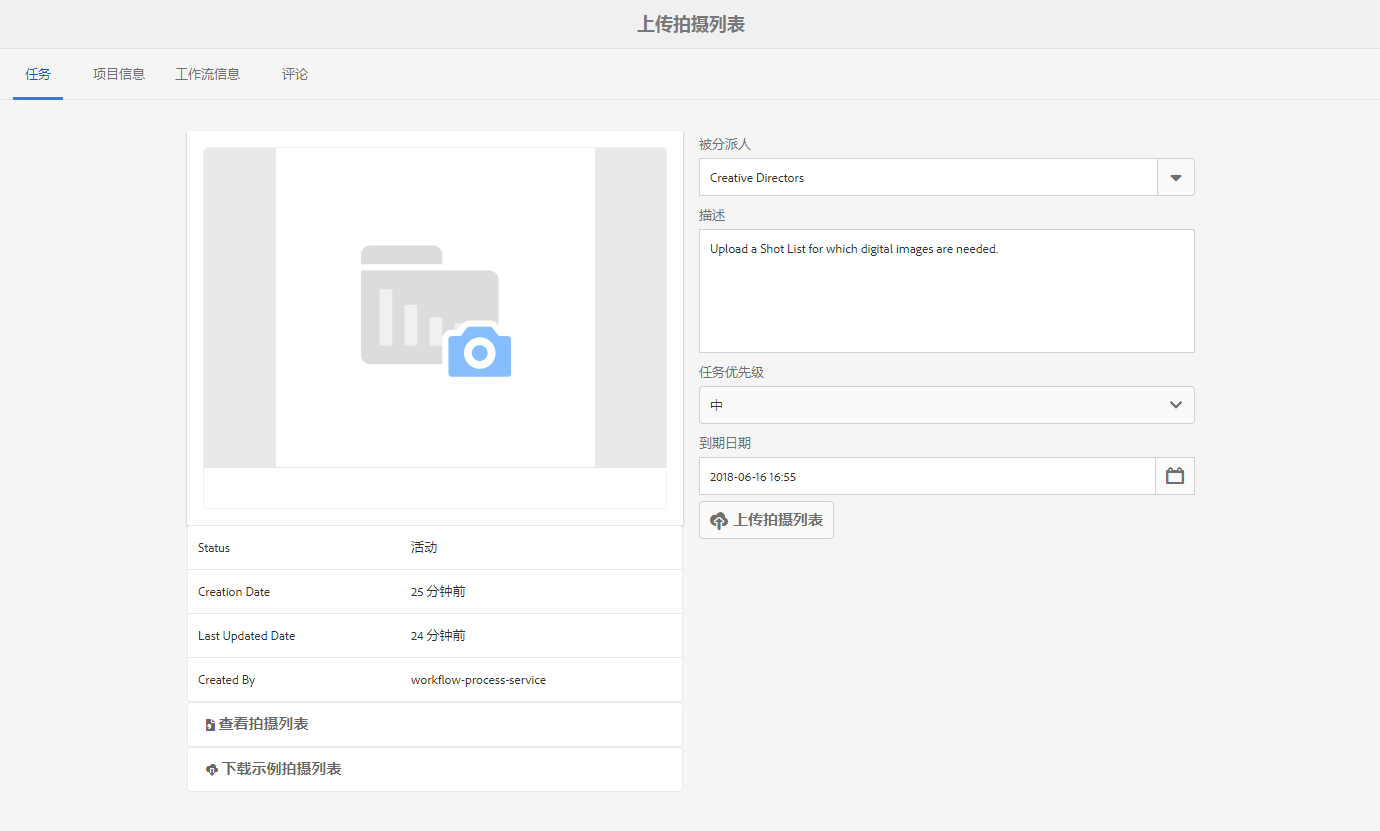 上传拍摄列表
任务 项目信息 工作流信息 评论
被分派人
Creative Directors
描述
Upload a Shot List for which digital images are needed.
任务优先级
中
到期日期
2018-06-16 16:55
上传拍摄列表
Status 活动
Creation Date 25 分钟前
Last Updated Date 24 分钟前
Created By workflow-process-service
查看拍摄列表
下载示例拍摄列表